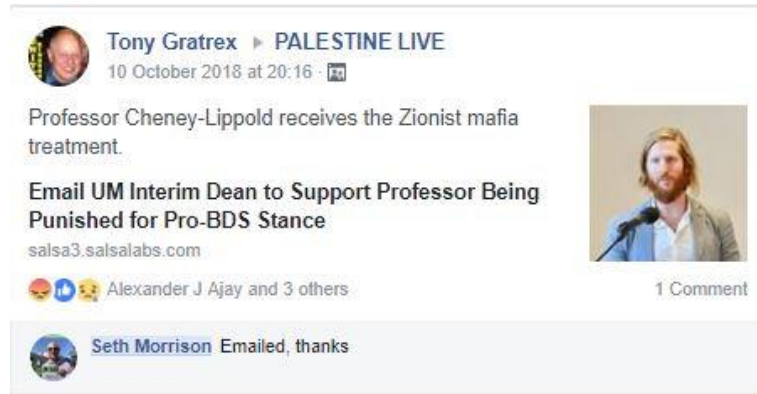 Tony Gratrex ▸ PALESTINE LIVE
10 October 2018 at 20:16 ·
Professor Cheney-Lippold receives the Zionist mafia
treatment.
Email UM Interim Dean to Support Professor Being
Punished for Pro-BDS Stance
salsa3.salsalabs.com
Alexander J Ajay and 3 others
1 Comment
Seth Morrison Emailed, thanks